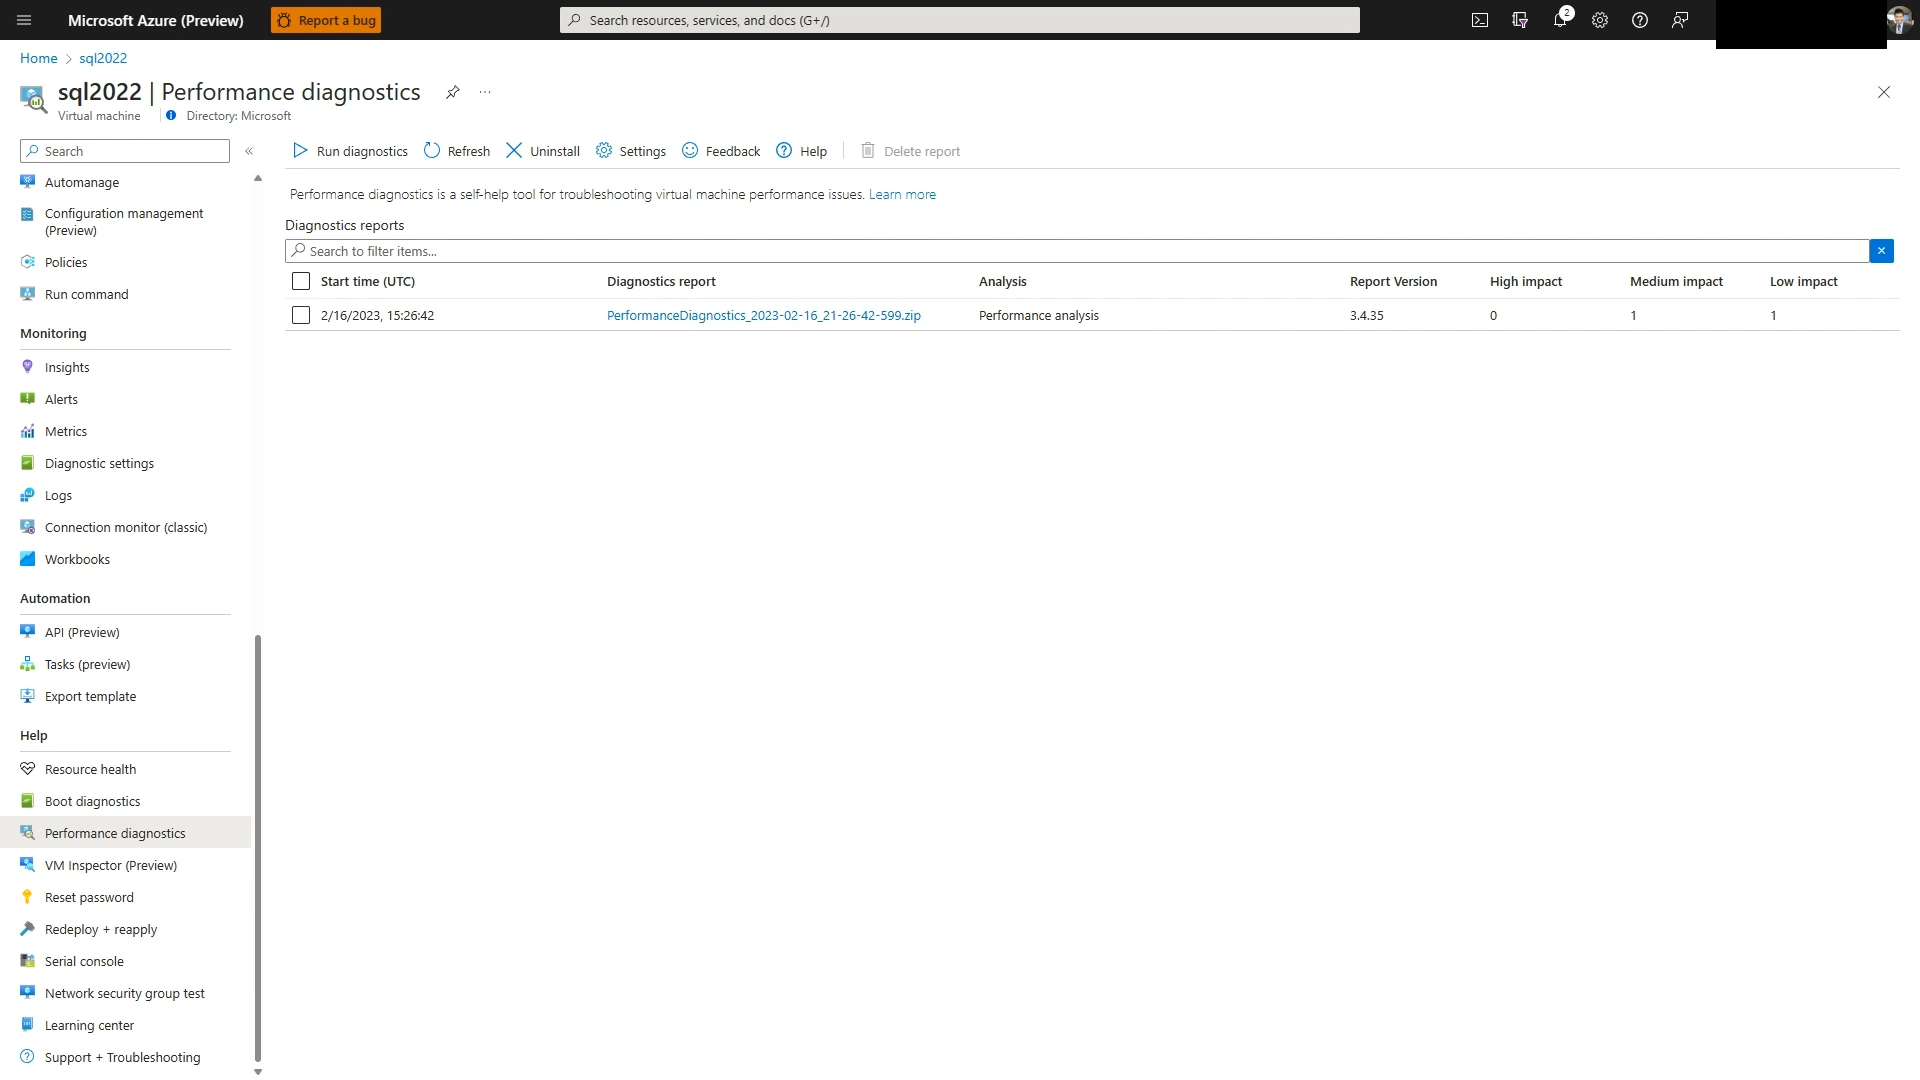 Microsoft Azure (Preview)
Report a bug
Search resources, services, and docs (G+/)
2
Home > sql2022
sql2022 | Performance diagnostics
Virtual machine
Directory: Microsoft
Search
Automanage
Configuration management
(Preview)
Policies
Run command
Monitoring
Insights
Alerts
Metrics
Diagnostic settings
Logs
Connection monitor (classic)
Workbooks
Automation
API (Preview)
Tasks (preview)
Export template
Help
Resource health
Boot diagnostics
Performance diagnostics
VM Inspector (Preview)
Reset password
Redeploy + reapply
Serial console
Network security group test
Learning center
Support + Troubleshooting
Run diagnostics Refresh Uninstall Settings Feedback Help Delete report
Performance diagnostics is a self-help tool for troubleshooting virtual machine performance issues. Learn more
Diagnostics reports
Search to filter items...
Start time (UTC) Diagnostics report Analysis Report Version High impact Medium impact Low impact
2/16/2023, 15:26:42 PerformanceDiagnostics_2023-02-16_21-26-42-599.zip Performance analysis 3.4.35 0 1 1